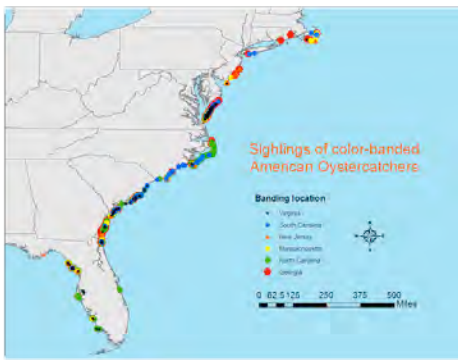 Sightings of color-banded
American Oystercatchers
Banding location
Virginia
South Carolina
New Jersey
Massachusetts
North Carolina
Georgia
0 62.5 125 250 375 500
Miles